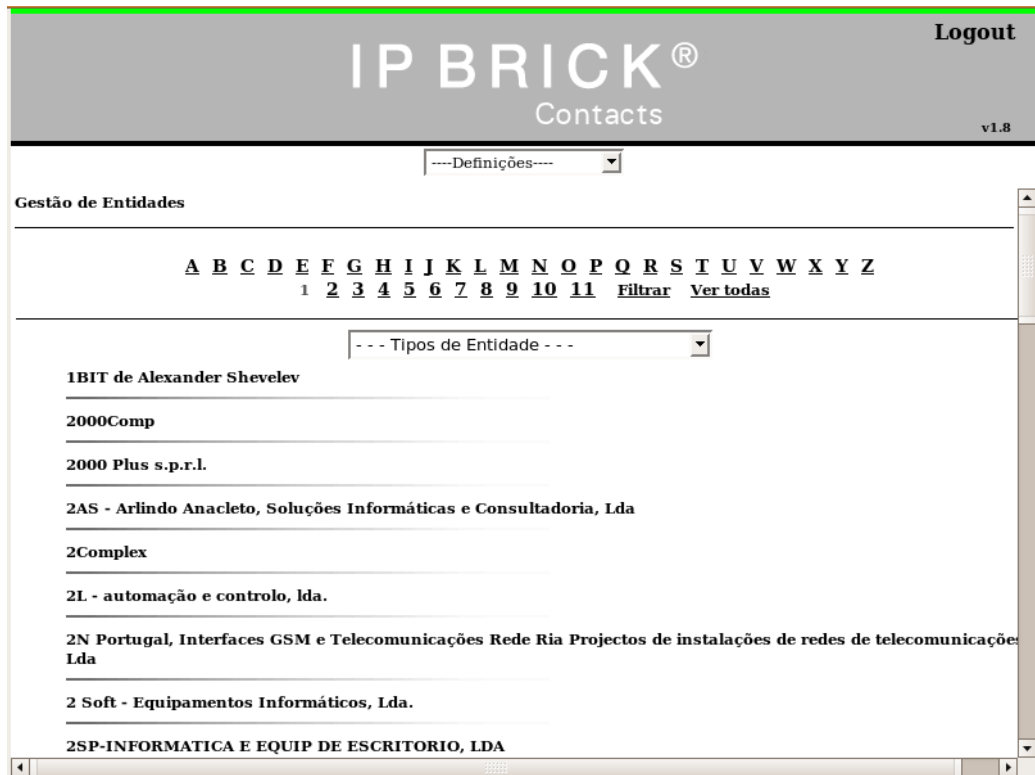 Logout
IP BRICK®
Contacts
v1.8
----Definições----
Gestão de Entidades
A B C D E F G H I J K L M N O P Q R S T U V W X Y Z
1 2 3 4 5 6 7 8 9 10 11 Filtrar Ver todas
- - - Tipos de Entidade - - -
1BIT de Alexander Shevelev
2000Comp
2000 Plus s.p.r.l.
2AS - Arlindo Anacleto, Soluções Informáticas e Consultadoria, Lda
2Complex
2L - automação e controlo, lda.
2N Portugal, Interfaces GSM e Telecomunicações Rede Ria Projectos de instalações de redes de telecomunicações
Lda
2 Soft - Equipamentos Informáticos, Lda.
2SP-INFORMATICA E EQUIP DE ESCRITORIO, LDA